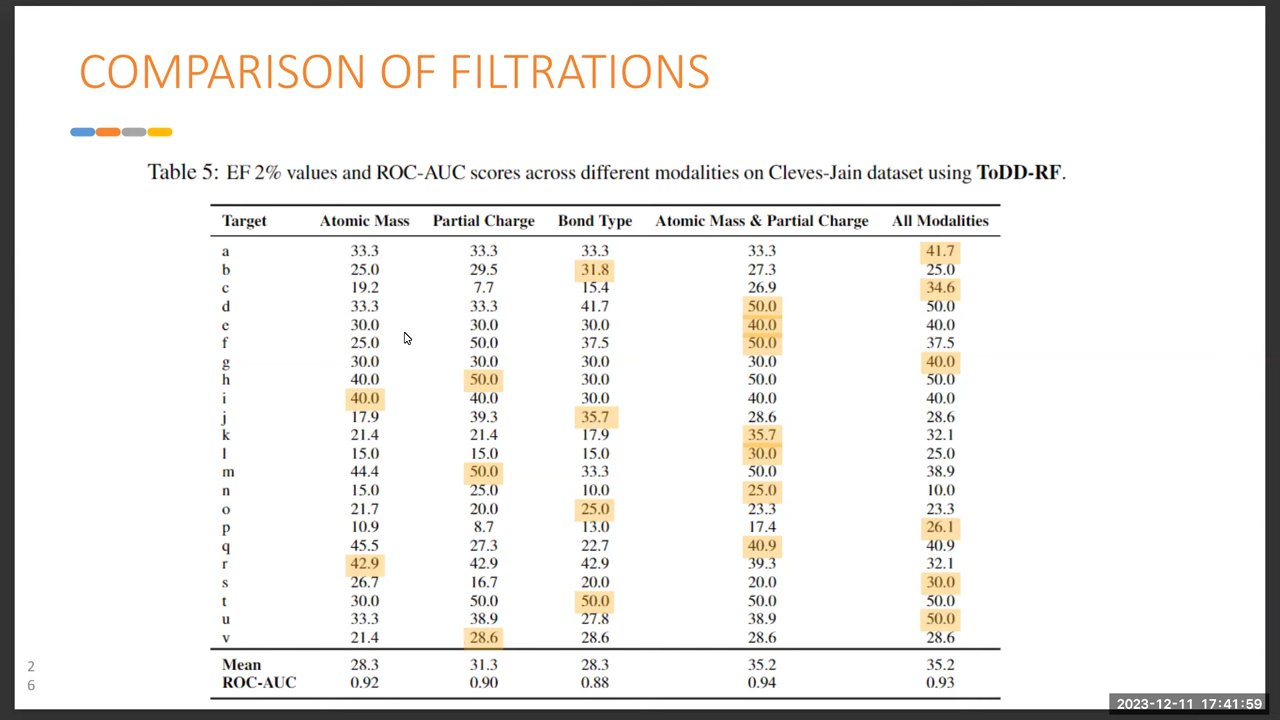 COMPARISON OF FILTRATIONS
Table 5: EF 2% values and ROC-AUC scores across different modalities on Cleves-Jain dataset using ToDD-RF.
Target Atomic Mass Partial Charge Bond Type Atomic Mass & Partial Charge All Modalities
a 33.3 33.3 33.3 33.3 41.7
b 25.0 29.5 31.8 27.3 25.0
c 19.2 7.7 15.4 26.9 34.6
d 33.3 33.3 41.7 50.0 50.0
e 30.0 30.0 30.0 40.0 40.0
f 25.0 50.0 37.5 50.0 37.5
g 30.0 30.0 30.0 30.0 40.0
h 40.0 50.0 30.0 50.0 50.0
i 40.0 40.0 30.0 40.0 40.0
j 17.9 39.3 35.7 28.6 28.6
k 21.4 21.4 17.9 35.7 32.1
l 15.0 15.0 15.0 30.0 25.0
m 44.4 50.0 33.3 50.0 38.9
n 15.0 25.0 10.0 25.0 10.0
o 21.7 20.0 25.0 23.3 23.3
p 10.9 8.7 13.0 17.4 26.1
q 45.5 27.3 22.7 40.9 40.9
r 42.9 42.9 42.9 39.3 32.1
s 26.7 16.7 20.0 20.0 30.0
t 30.0 50.0 50.0 50.0 50.0
u 33.3 38.9 27.8 38.9 50.0
v 21.4 28.6 28.6 28.6 28.6
Mean 28.3 31.3 28.3 35.2 35.2
ROC-AUC 0.92 0.90 0.88 0.94 0.93
2
6
2023-12-11 17:41:59